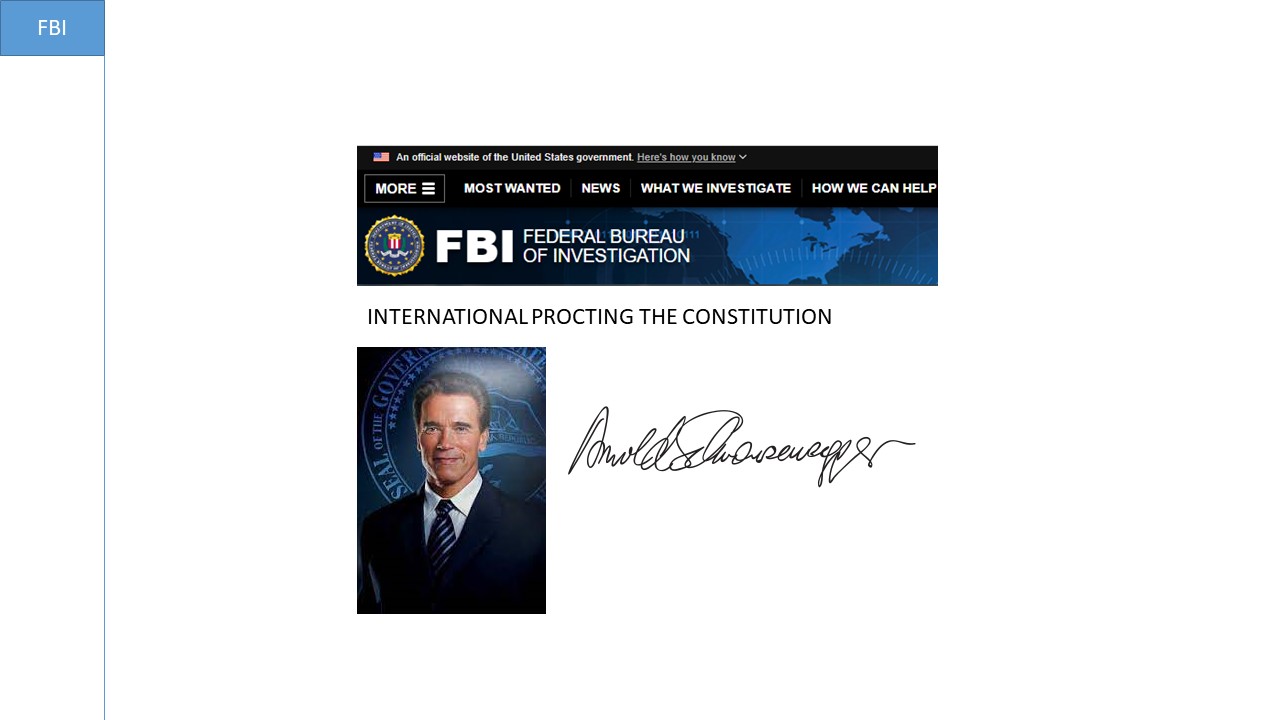 FBI
An official website of the United States government. Here's how you know
MORE
MOST WANTED
NEWS
WHAT WE INVESTIGATE
HOW WE CAN HELP
FBI
FEDERAL BUREAU
OF INVESTIGATION
INTERNATIONAL PROCTING THE CONSTITUTION
SEAL OF THE GOVERN
Arnold Schwarzenegger